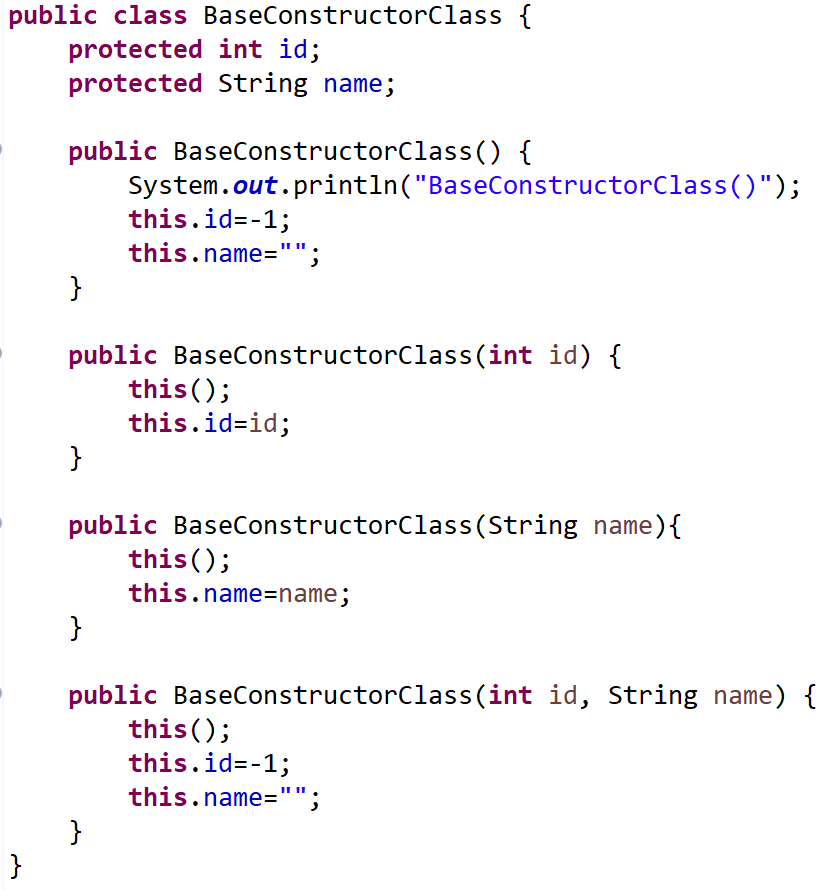 public class BaseConstructorClass {
    protected int id;
    protected String name;

    public BaseConstructorClass() {
        System.out.println("BaseConstructorClass()");
        this.id=-1;
        this.name="";
    }

    public BaseConstructorClass(int id) {
        this();
        this.id=id;
    }

    public BaseConstructorClass(String name){
        this();
        this.name=name;
    }

    public BaseConstructorClass(int id, String name) {
        this();
        this.id=-1;
        this.name="";
    }
}